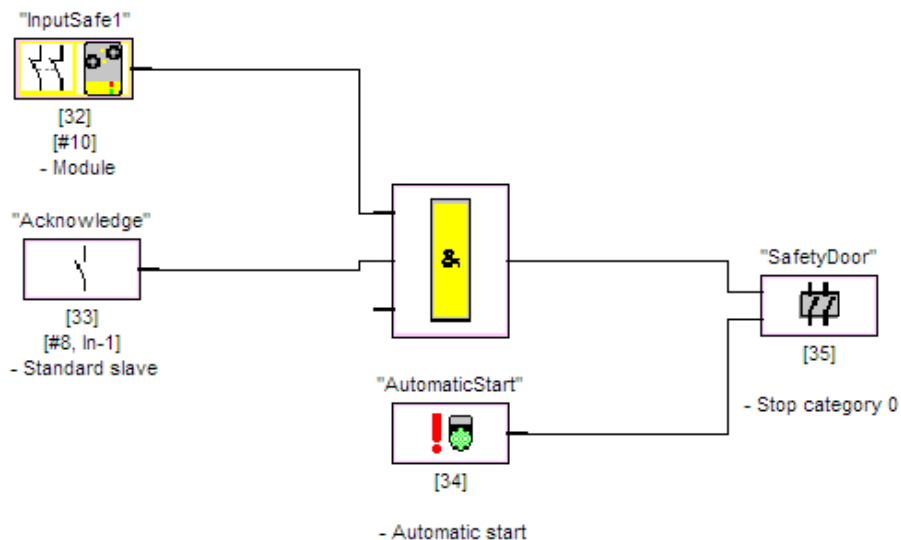 "InputSafe1"
[32]
[#10]
- Module
"Acknowledge"
[33]
[#8, In-1]
- Standard slave
&
"AutomaticStart"
[34]
- Automatic start
"SafetyDoor"
[35]
- Stop category 0